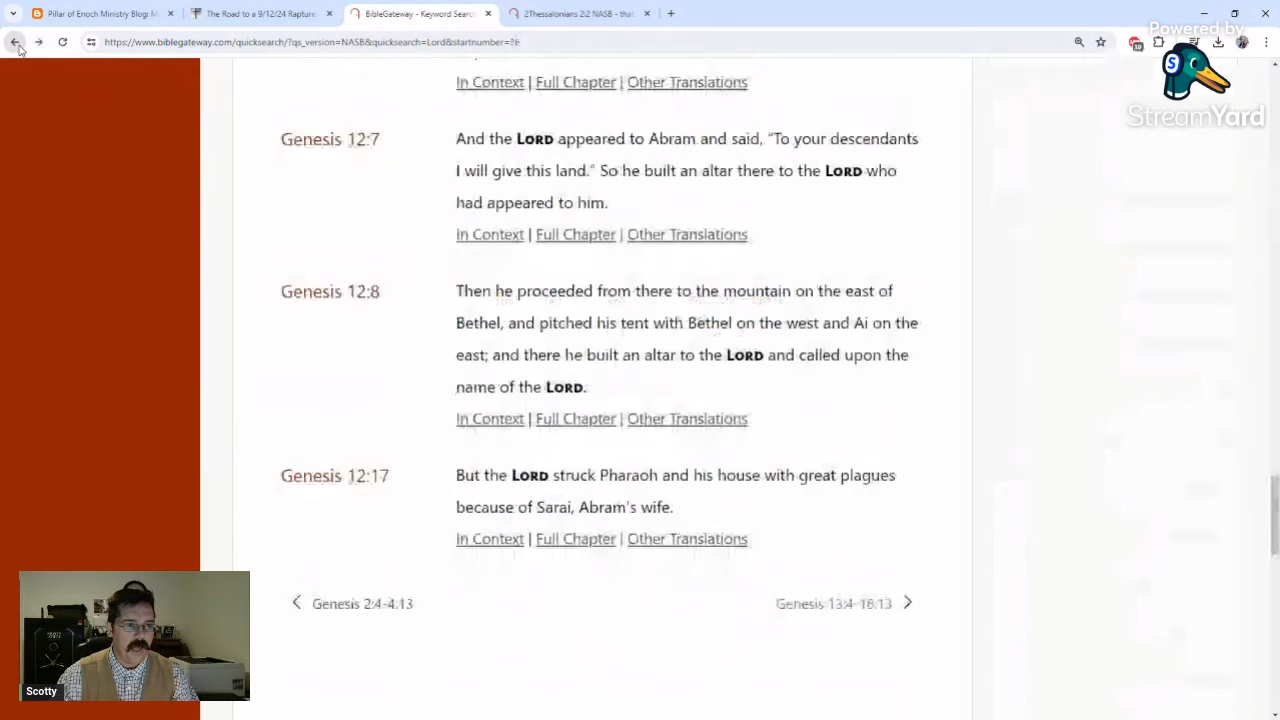 Pillar of Enoch Ministry Blog: M
The Road to a 9/12/24 Rapture
BibleGateway - Keyword Searc
2Thessalonians 2:2 NASB - that
https://www.biblegateway.com/quicksearch/?qs_version=NASB&quicksearch=Lord&startnumber=26
Powered by
StreamYard
In Context | Full Chapter | Other Translations
Genesis 12:7
And the LORD appeared to Abram and said, “To your descendants
I will give this land.” So he built an altar there to the LORD who
had appeared to him.
In Context | Full Chapter | Other Translations
Genesis 12:8
Then he proceeded from there to the mountain on the east of
Bethel, and pitched his tent with Bethel on the west and Ai on the
east; and there he built an altar to the LORD and called upon the
name of the LORD.
In Context | Full Chapter | Other Translations
Genesis 12:17
But the LORD struck Pharaoh and his house with great plagues
because of Sarai, Abram's wife.
In Context | Full Chapter | Other Translations
Genesis 2:4-4:13
Genesis 13:4-18:13
Scotty